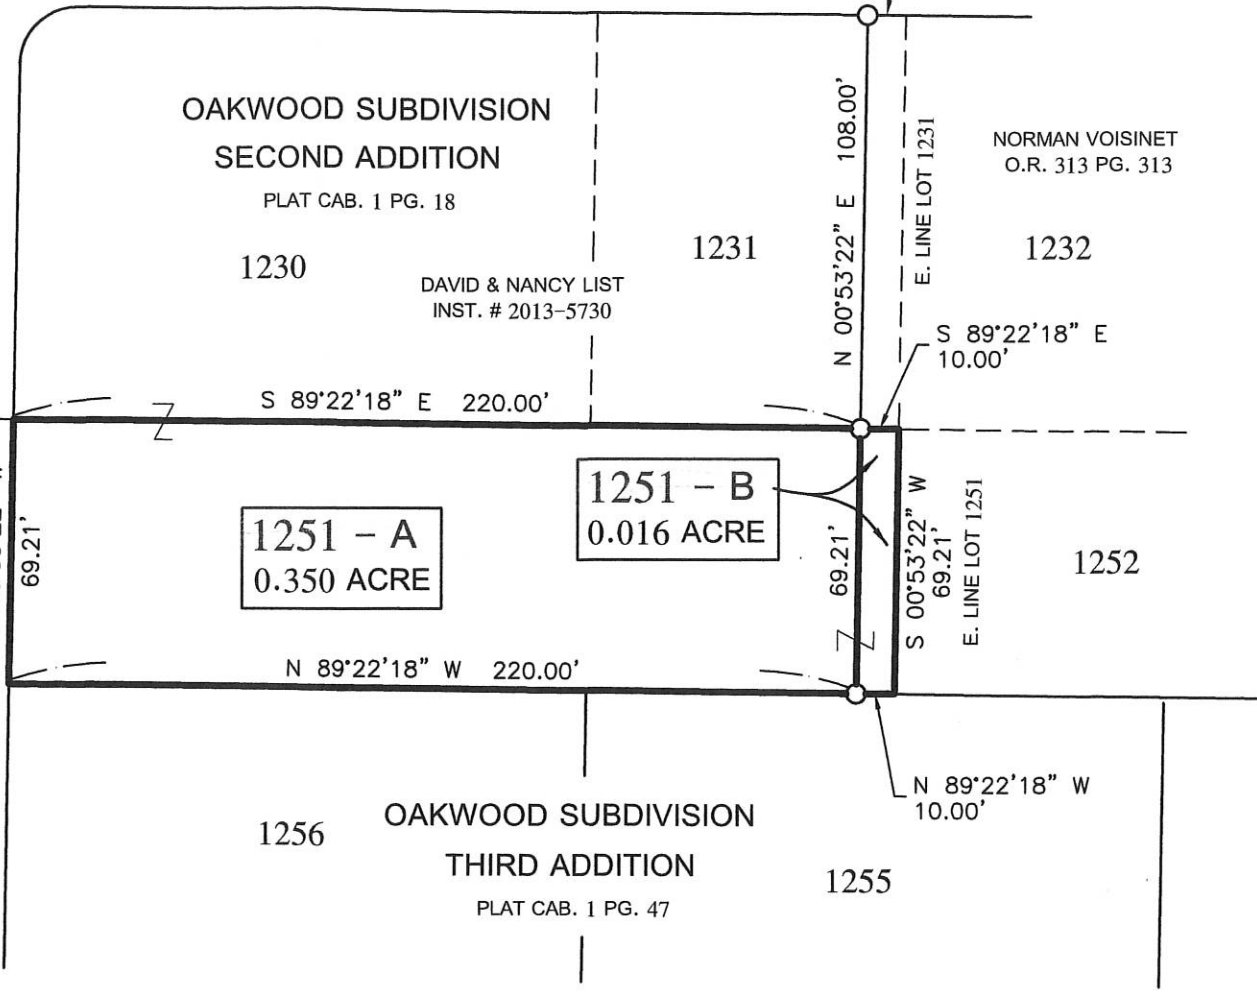 OAKWOOD SUBDIVISION
SECOND ADDITION
PLAT CAB. 1 PG. 18
1230
DAVID & NANCY LIST
INST. # 2013-5730
1231
N 00°53'22" E 108.00'
E. LINE LOT 1231
NORMAN VOISINET
O.R. 313 PG. 313
1232
S 89°22'18" E
10.00'
S 89°22'18" E 220.00'
69.21'
1251 - A
0.350 ACRE
1251 - B
0.016 ACRE
69.21'
S 00°53'22" W
69.21'
E. LINE LOT 1251
1252
N 89°22'18" W 220.00'
N 89°22'18" W
10.00'
OAKWOOD SUBDIVISION
THIRD ADDITION
PLAT CAB. 1 PG. 47
1256
1255